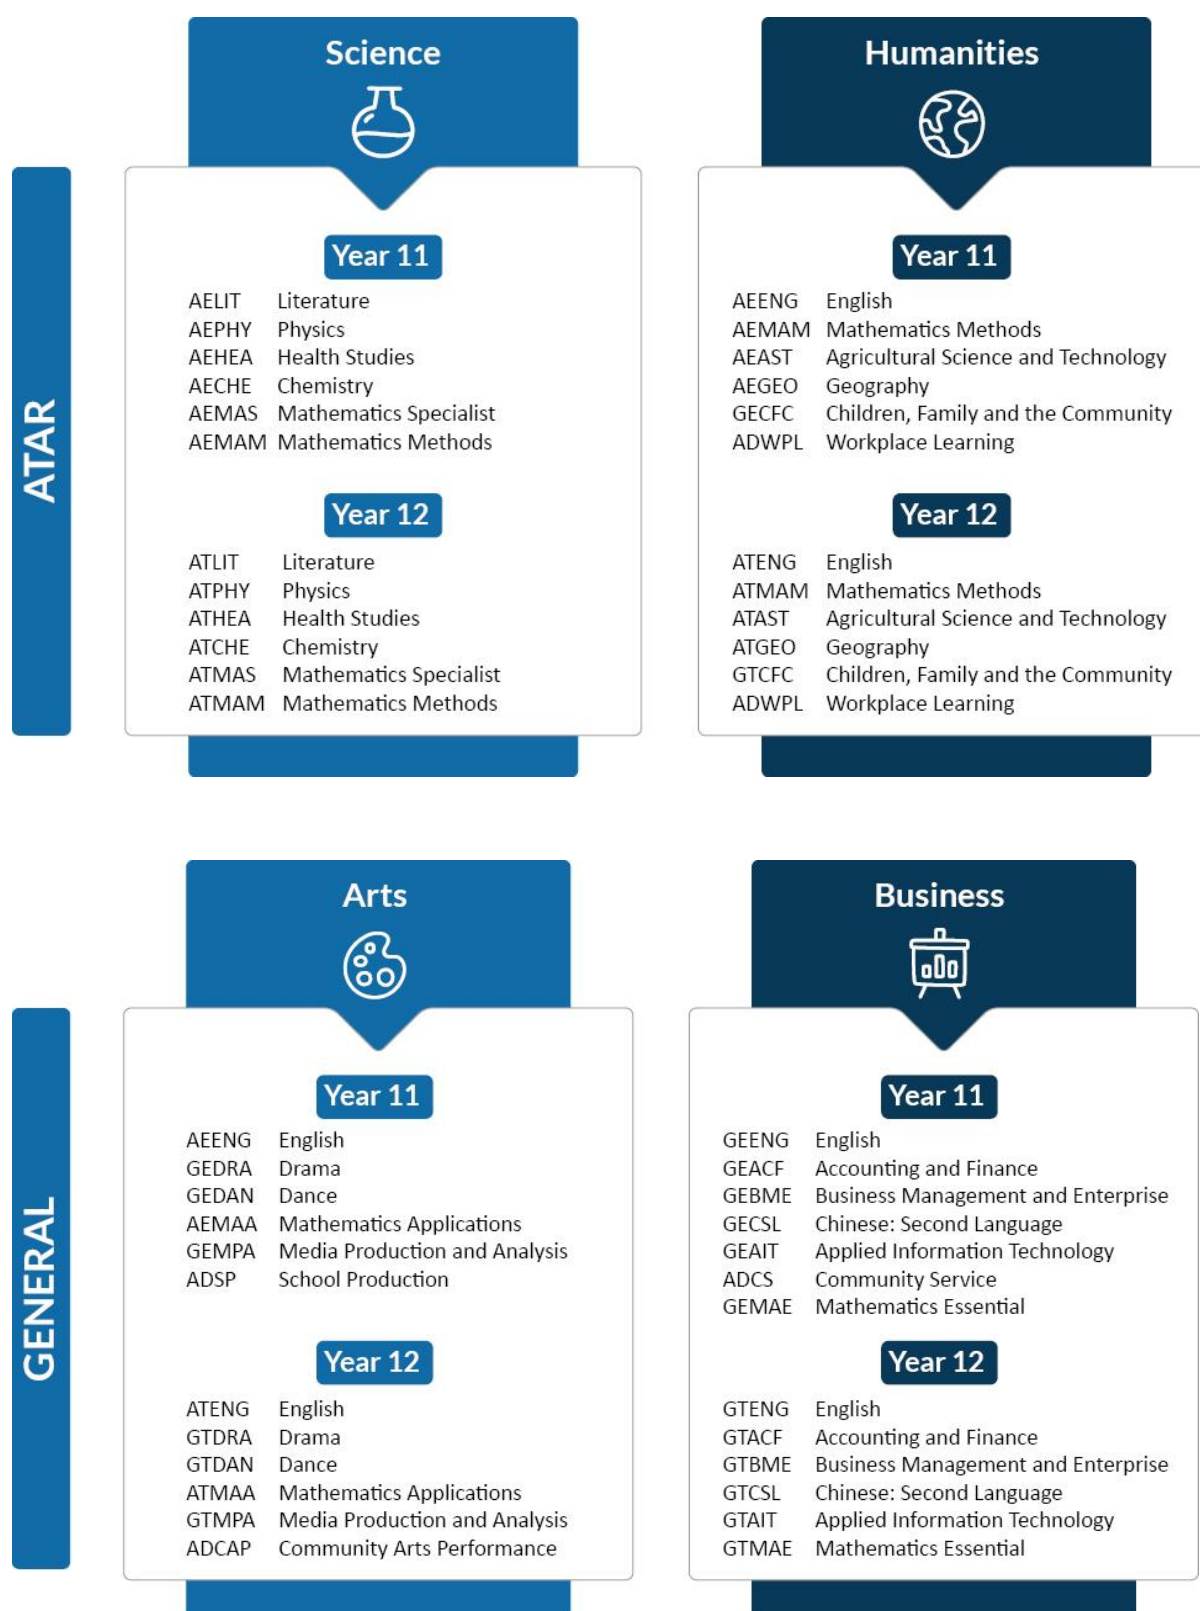 ATAR
Science
Year 11
AELIT Literature
AEPHY Physics
AEHEA Health Studies
AECHE Chemistry
AEMAS Mathematics Specialist
AEMAM Mathematics Methods
Year 12
ATLIT Literature
ATPHY Physics
ATHEA Health Studies
ATCHE Chemistry
ATMAS Mathematics Specialist
ATMAM Mathematics Methods
Humanities
Year 11
AEENG English
AEMAM Mathematics Methods
AEAST Agricultural Science and Technology
AEGEO Geography
GECFC Children, Family and the Community
ADWPL Workplace Learning
Year 12
ATENG English
ATMAM Mathematics Methods
ATAST Agricultural Science and Technology
ATGEO Geography
GTCFC Children, Family and the Community
ADWPL Workplace Learning
GENERAL
Arts
Year 11
AEENG English
GEDRA Drama
GEDAN Dance
AEMAA Mathematics Applications
GEMPA Media Production and Analysis
ADSP School Production
Year 12
ATENG English
GTDRA Drama
GTDAN Dance
ATMAA Mathematics Applications
GTMPA Media Production and Analysis
ADCAP Community Arts Performance
Business
Year 11
GEENG English
GEACF Accounting and Finance
GEBME Business Management and Enterprise
GECSL Chinese: Second Language
GEAIT Applied Information Technology
ADCS Community Service
GEMAE Mathematics Essential
Year 12
GTENG English
GTACF Accounting and Finance
GTBME Business Management and Enterprise
GTCSL Chinese: Second Language
GTAIT Applied Information Technology
GTMAE Mathematics Essential